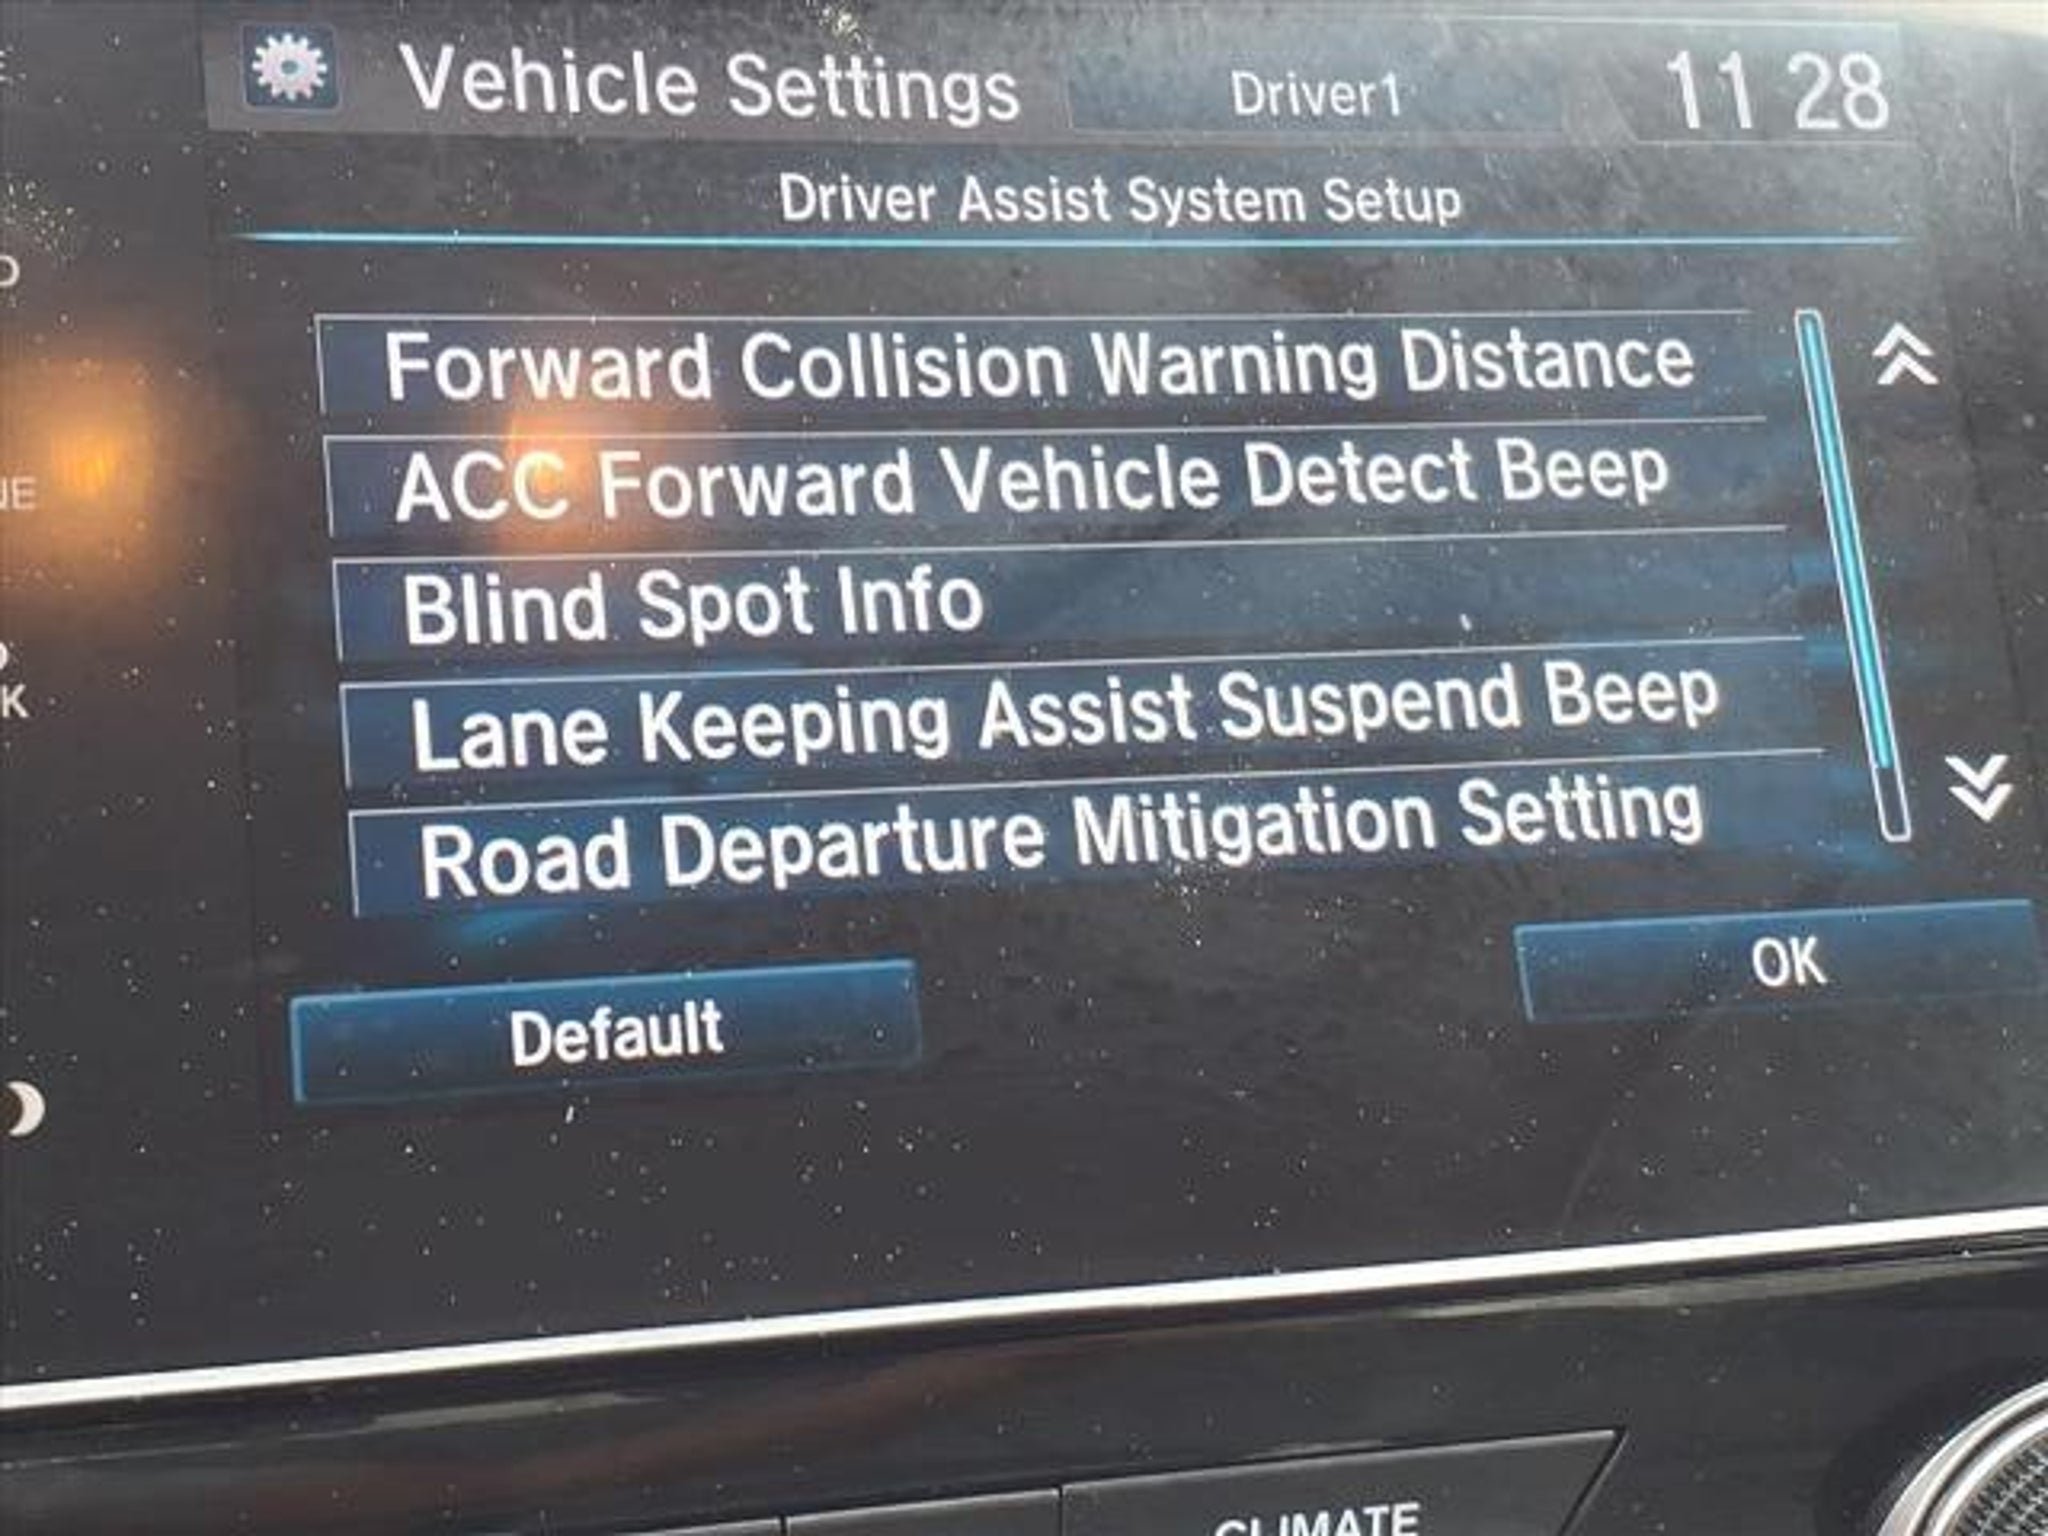 Vehicle Settings
Driver1
11 28
Driver Assist System Setup
Forward Collision Warning Distance
ACC Forward Vehicle Detect Beep
Blind Spot Info
Lane Keeping Assist Suspend Beep
Road Departure Mitigation Setting
Default
OK
CLIMATE